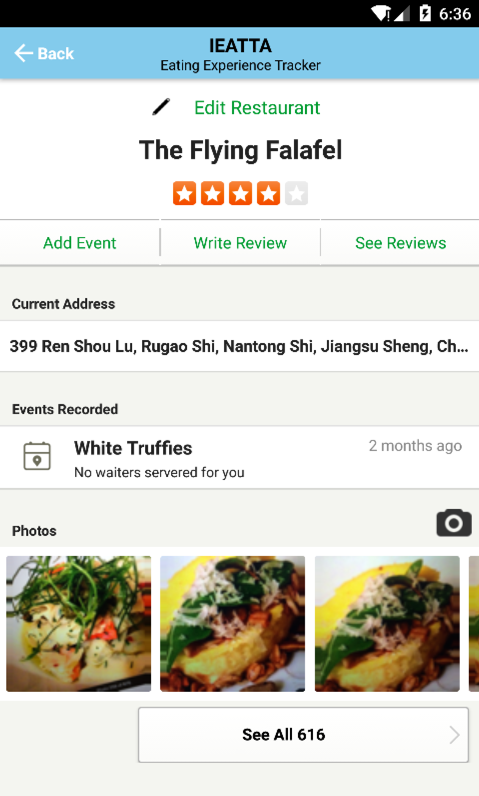 6:36
IEATTA
Back
Eating Experience Tracker
Edit Restaurant
The Flying Falafel
Add Event
Write Review
See Reviews
Current Address
399 Ren Shou Lu, Rugao Shi, Nantong Shi, Jiangsu Sheng, Ch...
Events Recorded
White Truffies
2 months ago
No waiters servered for you
Photos
See All 616